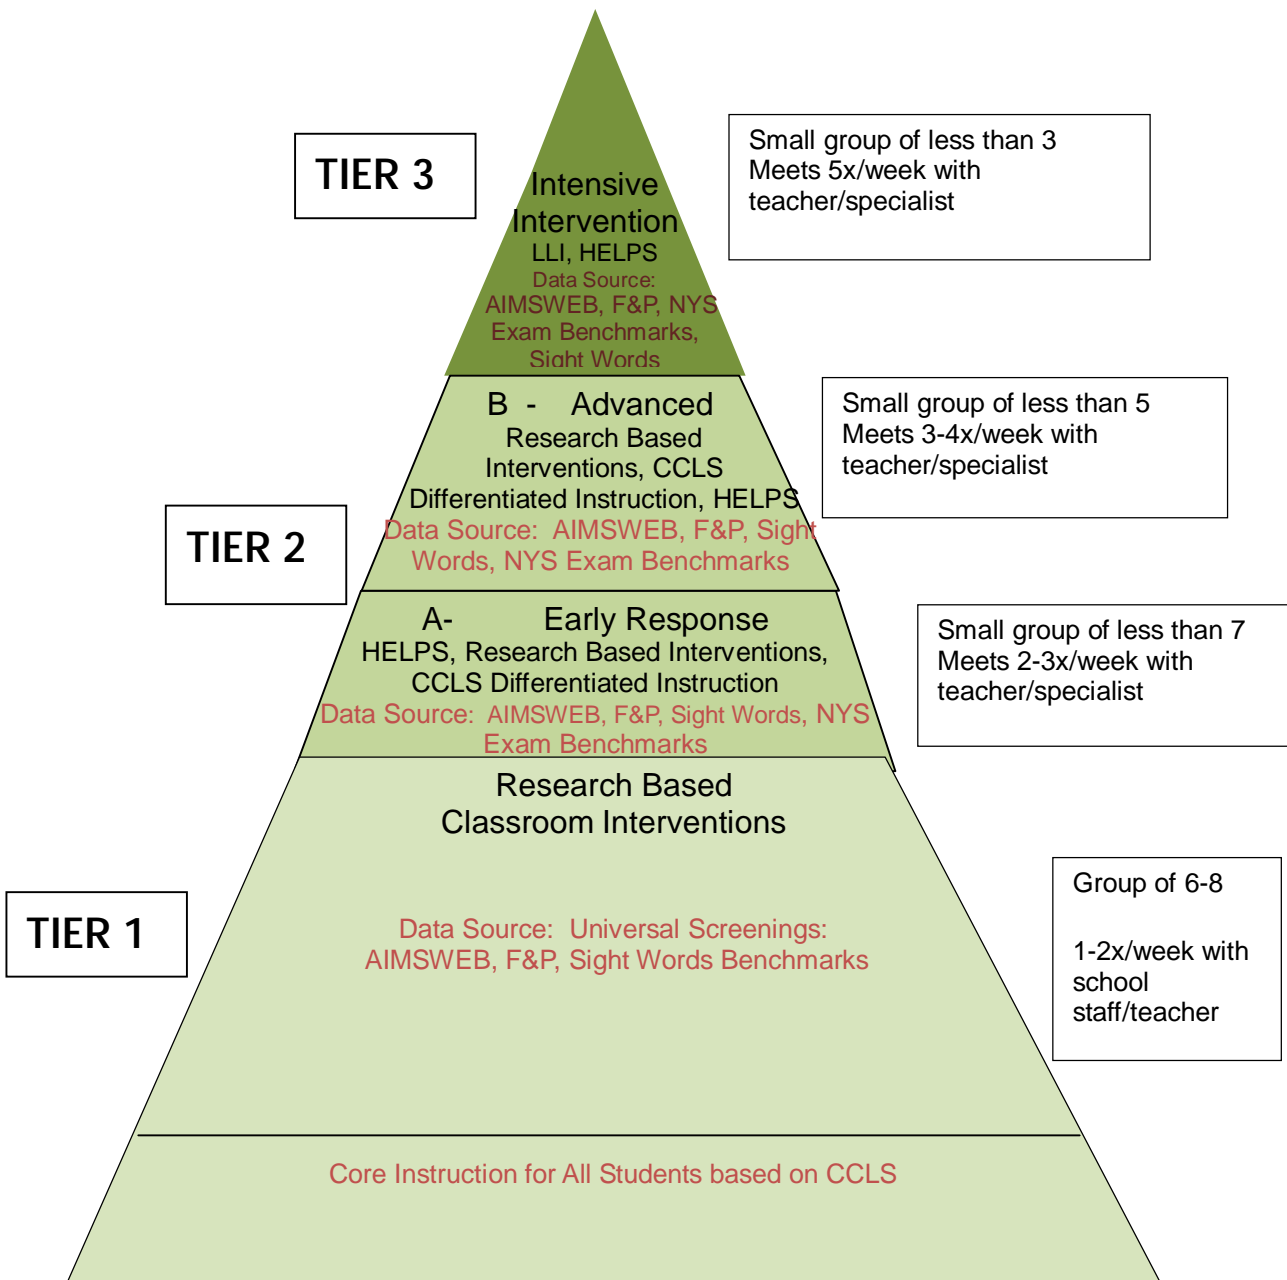 TIER 3
Intensive
Intervention
LLI, HELPS
Data Source:
AIMSWEB, F&P, NYS
Exam Benchmarks,
Sight Words
Small group of less than 3
Meets 5x/week with
teacher/specialist
TIER 2
B - Advanced
Research Based
Interventions, CCLS
Differentiated Instruction, HELPS
Data Source: AIMSWEB, F&P, Sight
Words, NYS Exam Benchmarks
Small group of less than 5
Meets 3-4x/week with
teacher/specialist
A- Early Response
HELPS, Research Based Interventions,
CCLS Differentiated Instruction
Data Source: AIMSWEB, F&P, Sight Words, NYS
Exam Benchmarks
Small group of less than 7
Meets 2-3x/week with
teacher/specialist
TIER 1
Research Based
Classroom Interventions
Data Source: Universal Screenings:
AIMSWEB, F&P, Sight Words Benchmarks
Group of 6-8
1-2x/week with
school
staff/teacher
Core Instruction for All Students based on CCLS